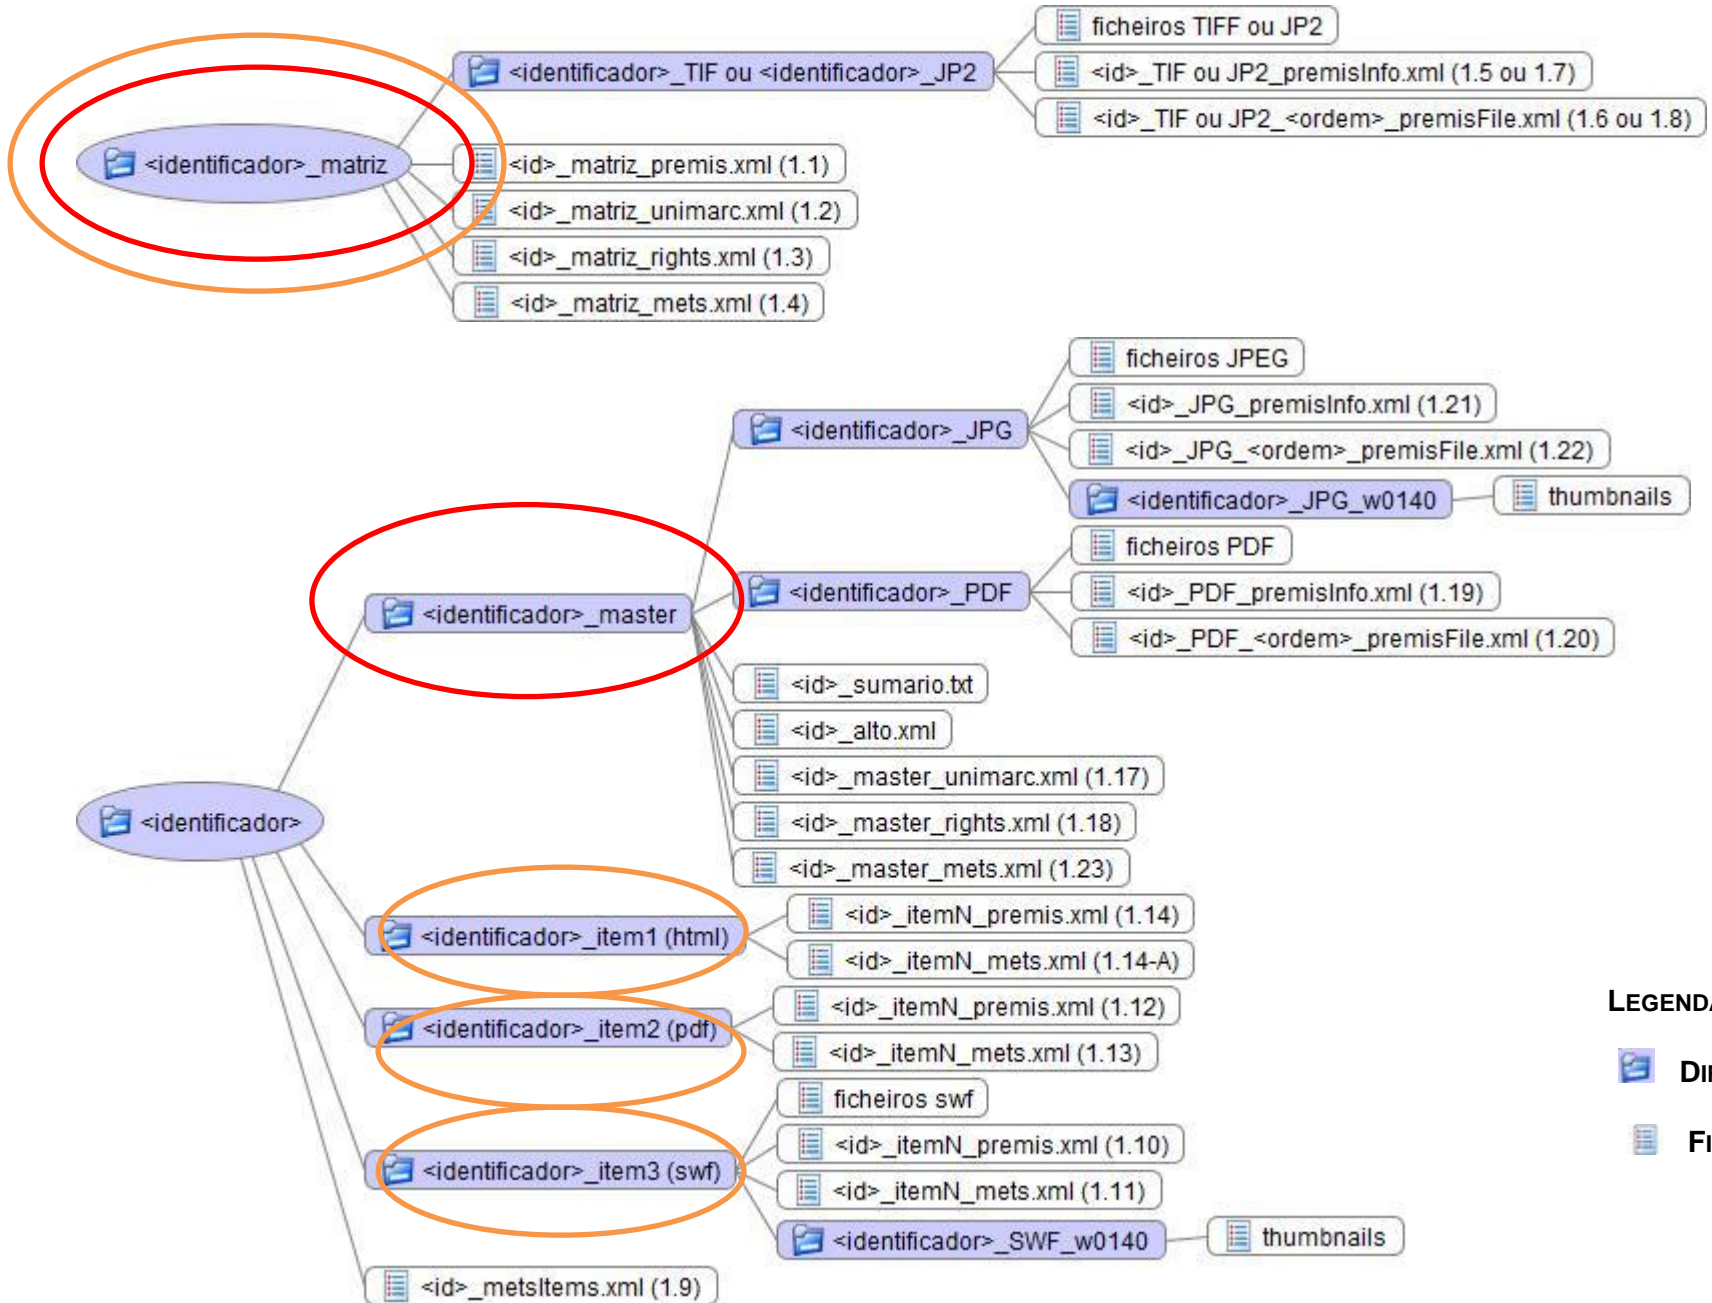 ficheiros TIFF ou JP2
<identificador>_TIF ou <identificador>_JP2
<id>_TIF ou JP2_premisInfo.xml (1.5 ou 1.7)
<id>_TIF ou JP2_<ordem>_premisFile.xml (1.6 ou 1.8)
<identificador>_matriz
<id>_matriz_premis.xml (1.1)
<id>_matriz_unimarc.xml (1.2)
<id>_matriz_rights.xml (1.3)
<id>_matriz_mets.xml (1.4)
ficheiros JPEG
<id>_JPG_premisInfo.xml (1.21)
<identificador>_JPG
<id>_JPG_<ordem>_premisFile.xml (1.22)
<identificador>_JPG_w0140
thumbnails
ficheiros PDF
<identificador>_PDF
<id>_PDF_premisInfo.xml (1.19)
<id>_PDF_<ordem>_premisFile.xml (1.20)
<identificador>_master
<id>_sumario.txt
<id>_alto.xml
<id>_master_unimarc.xml (1.17)
<id>_master_rights.xml (1.18)
<id>_master_mets.xml (1.23)
<identificador>
<identificador>_item1 (html)
<id>_itemN_premis.xml (1.14)
<id>_itemN_mets.xml (1.14-A)
<identificador>_item2 (pdf)
<id>_itemN_premis.xml (1.12)
<id>_itemN_mets.xml (1.13)
ficheiros swf
<identificador>_item3 (swf)
<id>_itemN_premis.xml (1.10)
<id>_itemN_mets.xml (1.11)
<identificador>_SWF_w0140
thumbnails
<id>_metsItems.xml (1.9)
LEGENDA